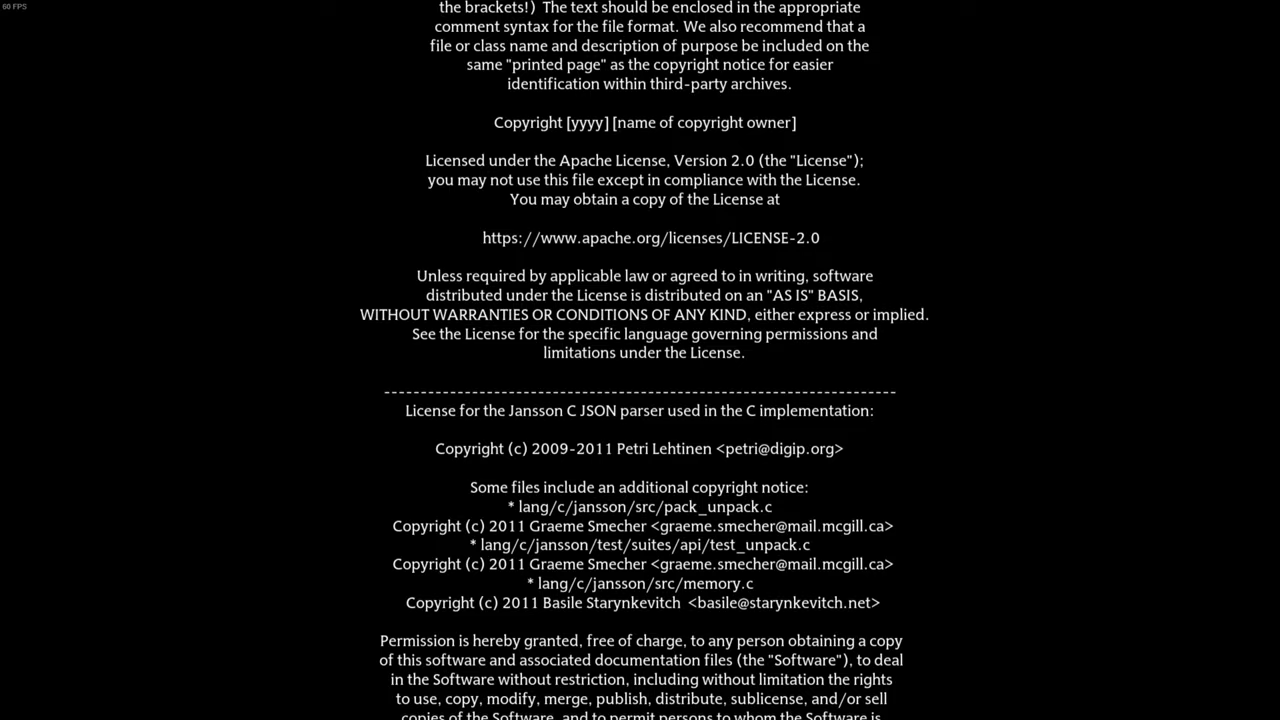 60 FPS
the brackets!)  The text should be enclosed in the appropriate
comment syntax for the file format. We also recommend that a
file or class name and description of purpose be included on the
same "printed page" as the copyright notice for easier
identification within third-party archives.
Copyright [yyyy] [name of copyright owner]
Licensed under the Apache License, Version 2.0 (the "License");
you may not use this file except in compliance with the License.
You may obtain a copy of the License at
https://www.apache.org/licenses/LICENSE-2.0
Unless required by applicable law or agreed to in writing, software
distributed under the License is distributed on an "AS IS" BASIS,
WITHOUT WARRANTIES OR CONDITIONS OF ANY KIND, either express or implied.
See the License for the specific language governing permissions and
limitations under the License.
----------------------------------------------------------------------
License for the Jansson C JSON parser used in the C implementation:
Copyright (c) 2009-2011 Petri Lehtinen <petri@digip.org>
Some files include an additional copyright notice:
* lang/c/jansson/src/pack_unpack.c
Copyright (c) 2011 Graeme Smecher <graeme.smecher@mail.mcgill.ca>
* lang/c/jansson/test/suites/api/test_unpack.c
Copyright (c) 2011 Graeme Smecher <graeme.smecher@mail.mcgill.ca>
* lang/c/jansson/src/memory.c
Copyright (c) 2011 Basile Starynkevitch  <basile@starynkevitch.net>
Permission is hereby granted, free of charge, to any person obtaining a copy
of this software and associated documentation files (the "Software"), to deal
in the Software without restriction, including without limitation the rights
to use, copy, modify, merge, publish, distribute, sublicense, and/or sell
copies of the Software, and to permit persons to whom the Software is